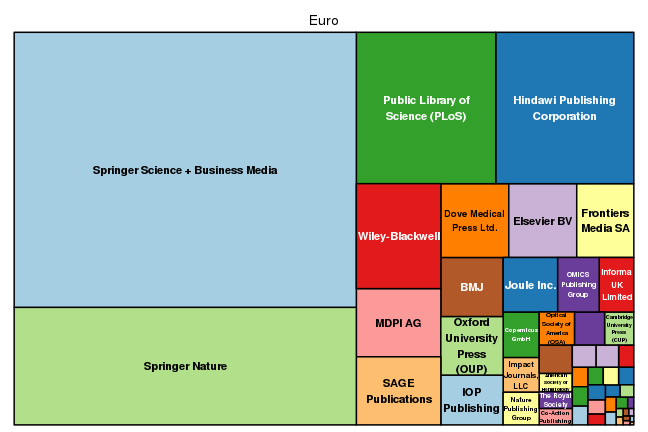 Euro
Springer Science + Business Media
Springer Nature
Public Library of
Science (PLoS)
Hindawi Publishing
Corporation
Wiley-Blackwell
Dove Medical
Press Ltd.
Elsevier BV
Frontiers
Media SA
MDPI AG
SAGE
Publications
BMJ
Oxford
University
Press
(OUP)
IOP
Publishing
Joule Inc.
OMICS
Publishing
Group
Informa
UK
Limited
Copernicus
GmbH
Impact
Journals,
LLC
Nature
Publishing
Group
Optical
Society of
America
(OSA)
Cambridge
University
Press
(CUP)
American
Society of
The Royal
Society
Co-Action
Publishing